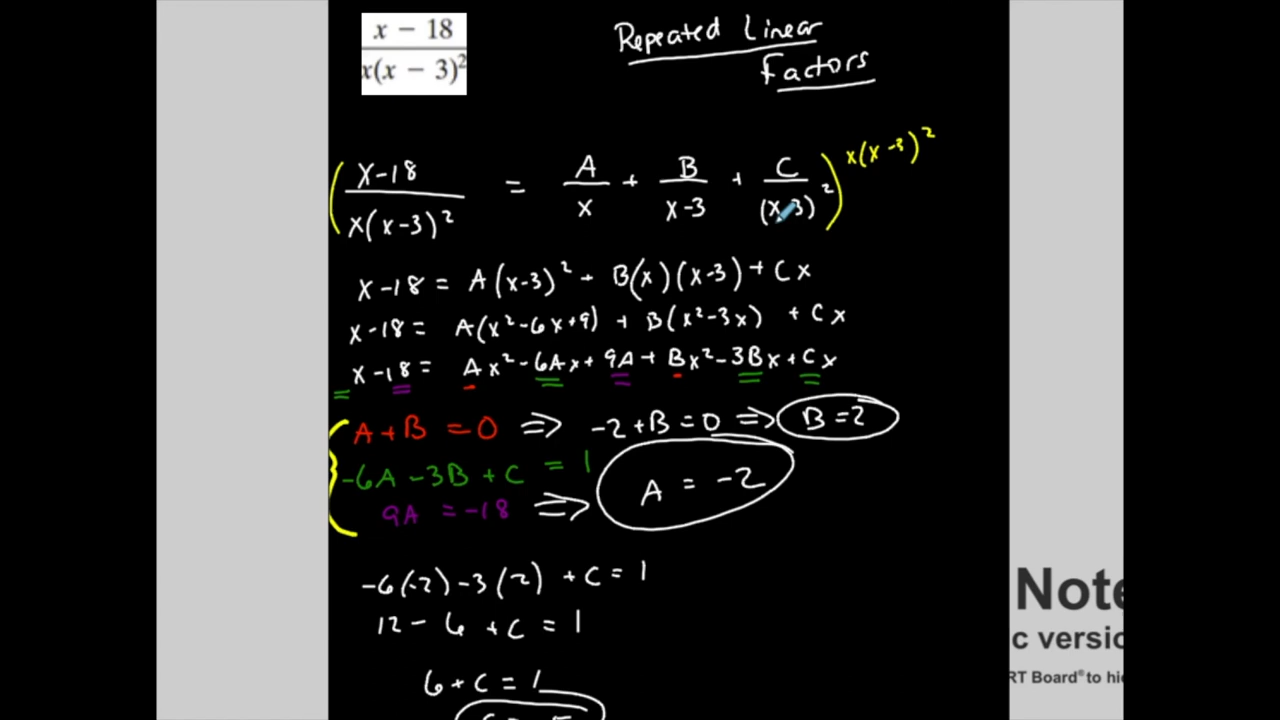 x − 18
x(x − 3)²
Repeated Linear
Factors
(x-18 / x(x-3)² = A/x + B/x-3 + C/(x-3)²) x(x-3)²
x-18 = A(x-3)² + B(x)(x-3) + Cx
x-18 = A(x²-6x+9) + B(x²-3x) + Cx
x-18 = Ax²-6Ax+9A+Bx²-3Bx+Cx
A+B = 0 ⇒ -2+B=0 ⇒ B=2
-6A-3B+C = 1
9A = -18 ⇒ A = -2
-6(-2)-3(2)+C=1
12-6+C=1
6+C=1
Note
c versio
RT Board® to hi